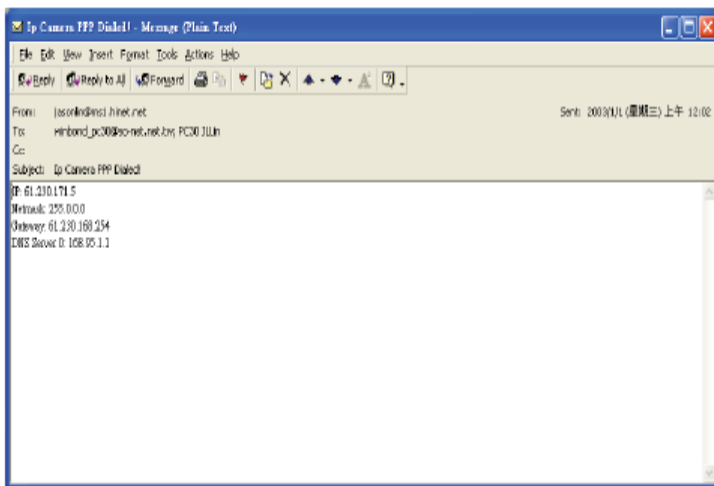 Ip Camera PPP Dialed! - Message (Plain Text)
File Edit View Insert Format Tools Actions Help
Reply Reply to All Forward
From: jasonlin@ms1.hinet.net
Sent: 2003/1/1 (星期三) 上午 12:02
To: winbond_pc30@so-net.net.tw; PC30 JLLin
Cc:
Subject: Ip Camera PPP Dialed!
IP: 61.230.171.5
Netmask: 255.0.0.0
Gateway: 61.230.168.254
DNS Server 0: 168.95.1.1